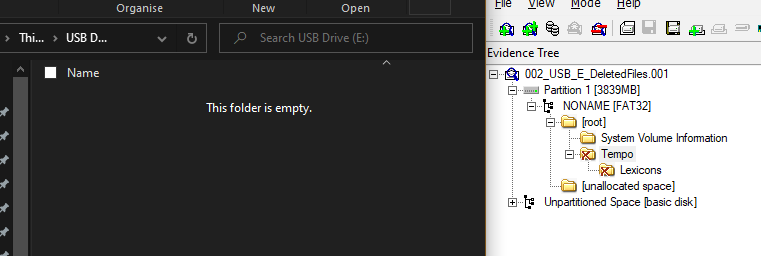 Organise New Open
Thi... > USB D...
Search USB Drive (E:)
Name
This folder is empty.
File View Mode Help
Evidence Tree
002_USB_E_DeletedFiles.001
Partition 1 [3839MB]
NONAME [FAT32]
[root]
System Volume Information
Tempo
Lexicons
[unallocated space]
Unpartitioned Space [basic disk]